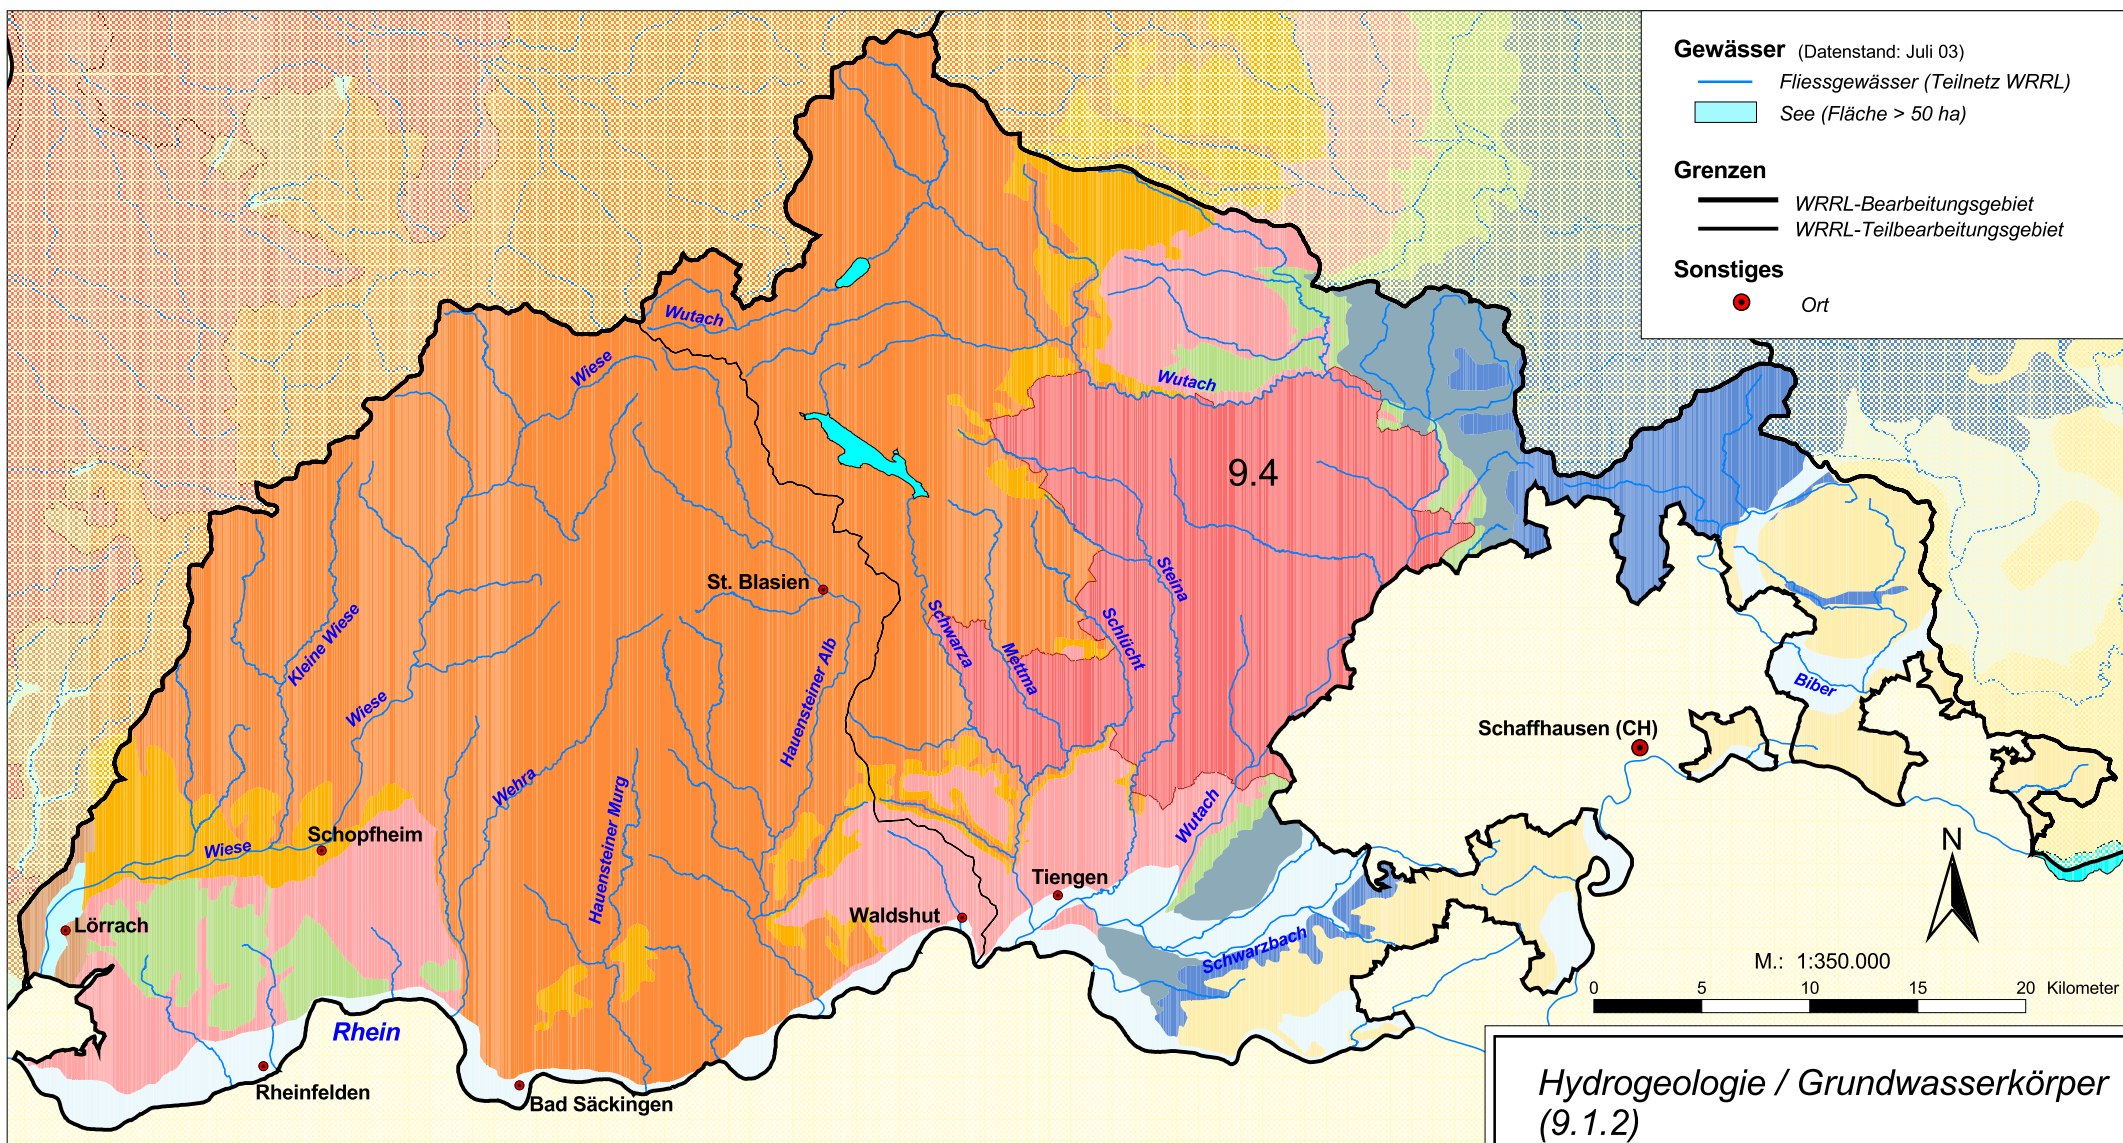 Gewässer (Datenstand: Juli 03)
Fliessgewässer (Teilnetz WRRL)
See (Fläche > 50 ha)
Grenzen
WRRL-Bearbeitungsgebiet
WRRL-Teilbearbeitungsgebiet
Sonstiges
Ort
Wutach
Wiese
Wutach
9.4
St. Blasien
Steina
Schwarza
Mettma
Schlücht
Kleine Wiese
Wiese
Hauensteiner Alb
Biber
Schaffhausen (CH)
Wehra
Hauensteiner Murg
Wutach
Schopfheim
Wiese
Tiengen
Waldshut
Lörrach
Schwarzbach
N
M.: 1:350.000
0 5 10 15 20 Kilometer
Rhein
Rheinfelden
Bad Säckingen
Hydrogeologie / Grundwasserkörper
(9.1.2)